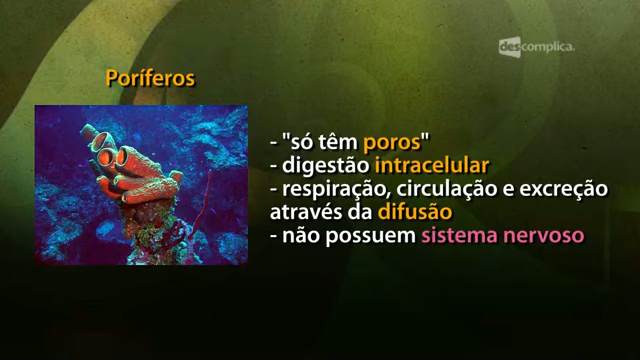 descomplica.
Poríferos
- "só têm poros"
- digestão intracelular
- respiração, circulação e excreção
através da difusão
- não possuem sistema nervoso